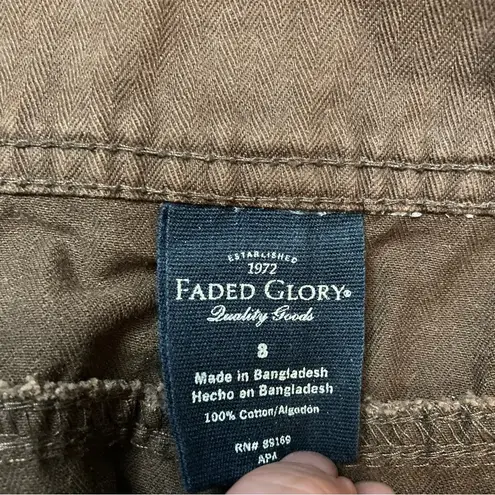 ESTABLISHED
1972
FADED GLORY®
Quality Goods
8
Made in Bangladesh
Hecho en Bangladesh
100% Cotton/Algodón
RN# 89169
APA